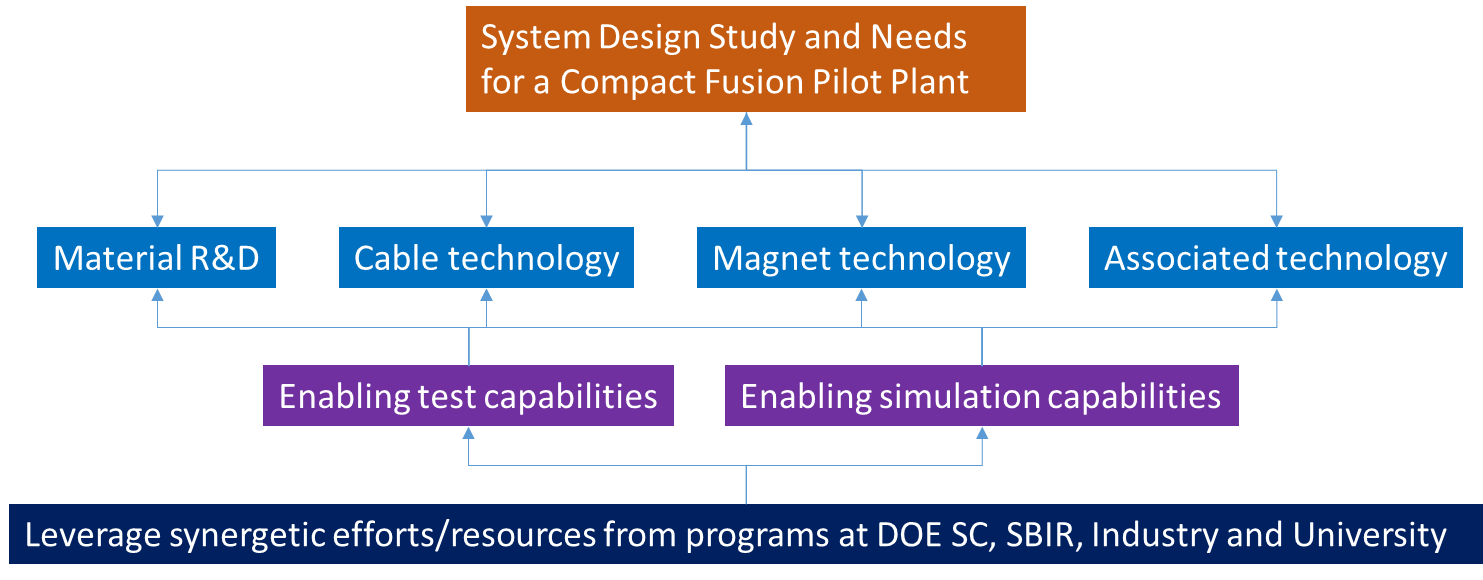 System Design Study and Needs
for a Compact Fusion Pilot Plant
Material R&D
Cable technology
Magnet technology
Associated technology
Enabling test capabilities
Enabling simulation capabilities
Leverage synergetic efforts/resources from programs at DOE SC, SBIR, Industry and University